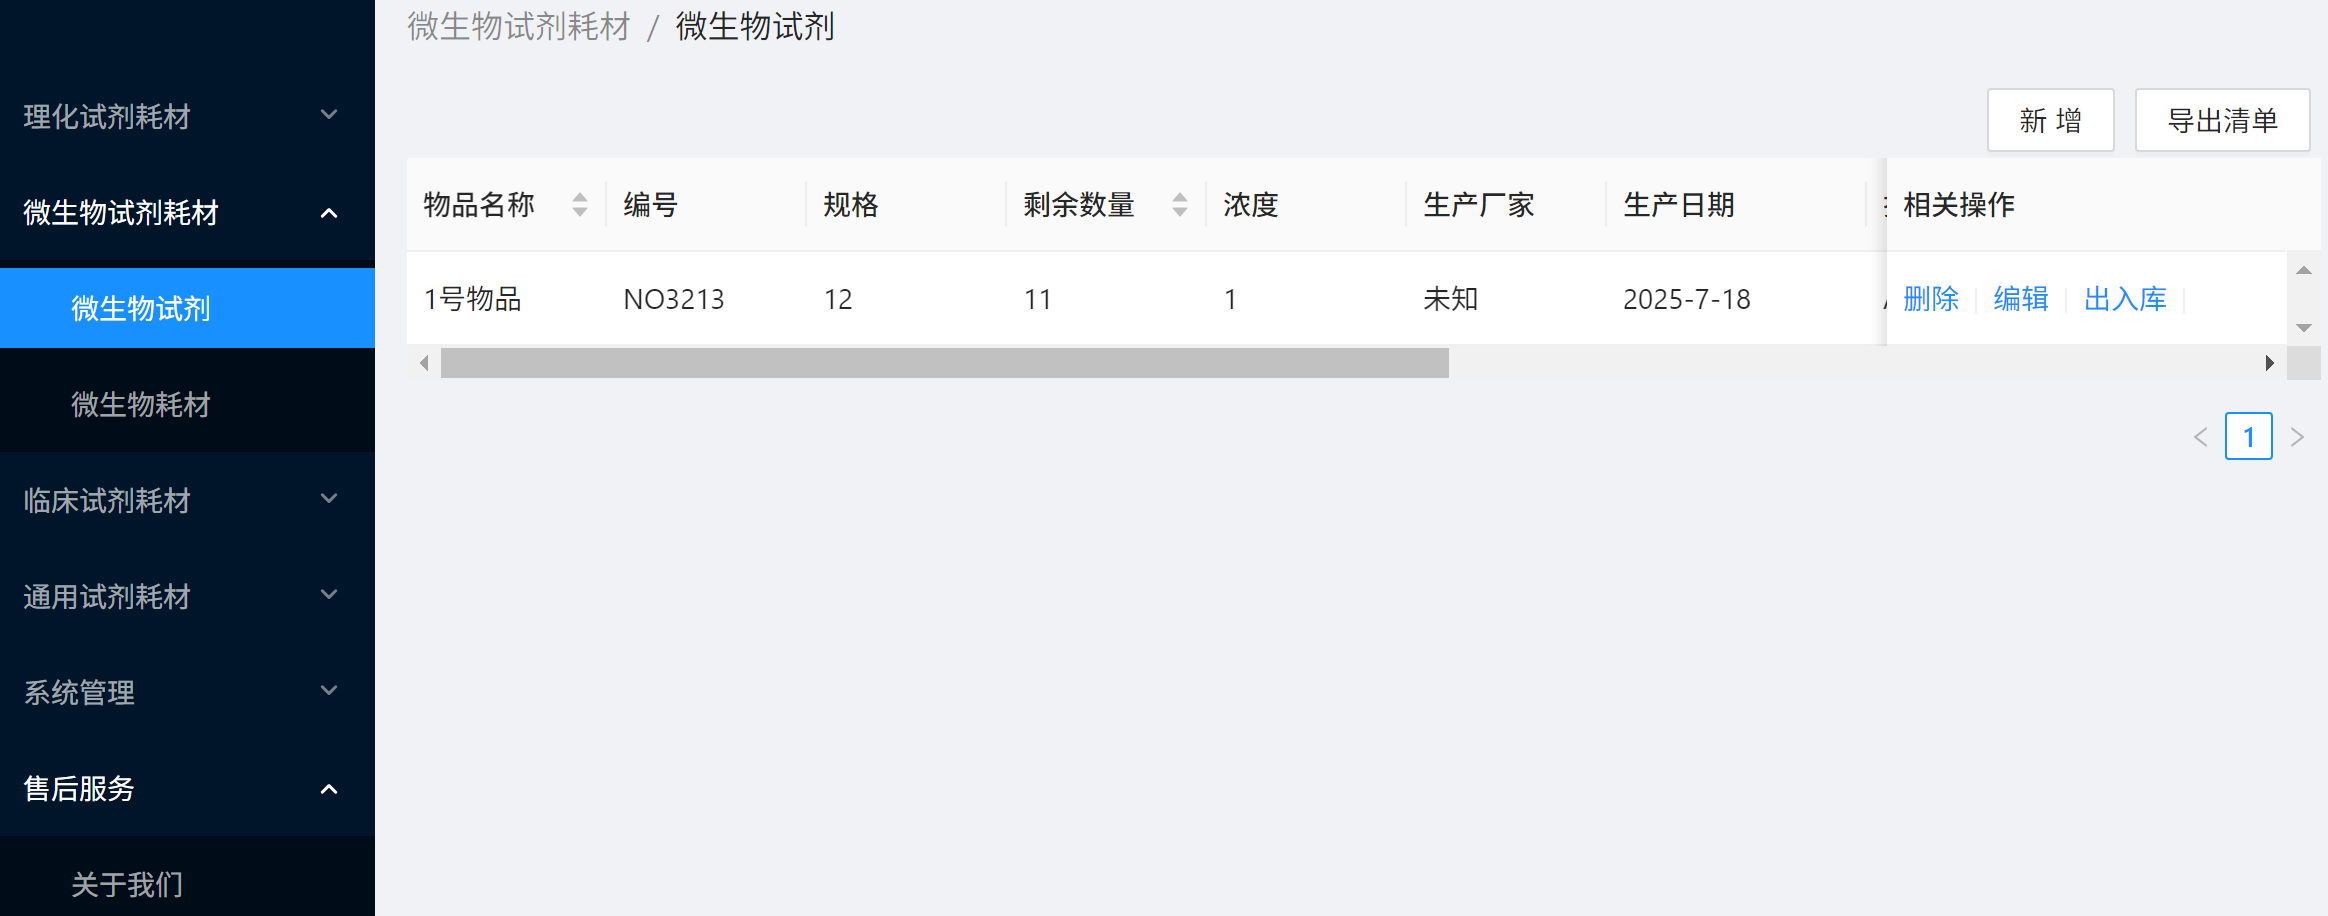 微生物试剂耗材 / 微生物试剂
理化试剂耗材
微生物试剂耗材
微生物试剂
微生物耗材
临床试剂耗材
通用试剂耗材
系统管理
售后服务
关于我们
新 增 导出清单
物品名称 编号 规格 剩余数量 浓度 生产厂家 生产日期 相关操作
1号物品 NO3213 12 11 1 未知 2025-7-18 删除 编辑 出入库
1